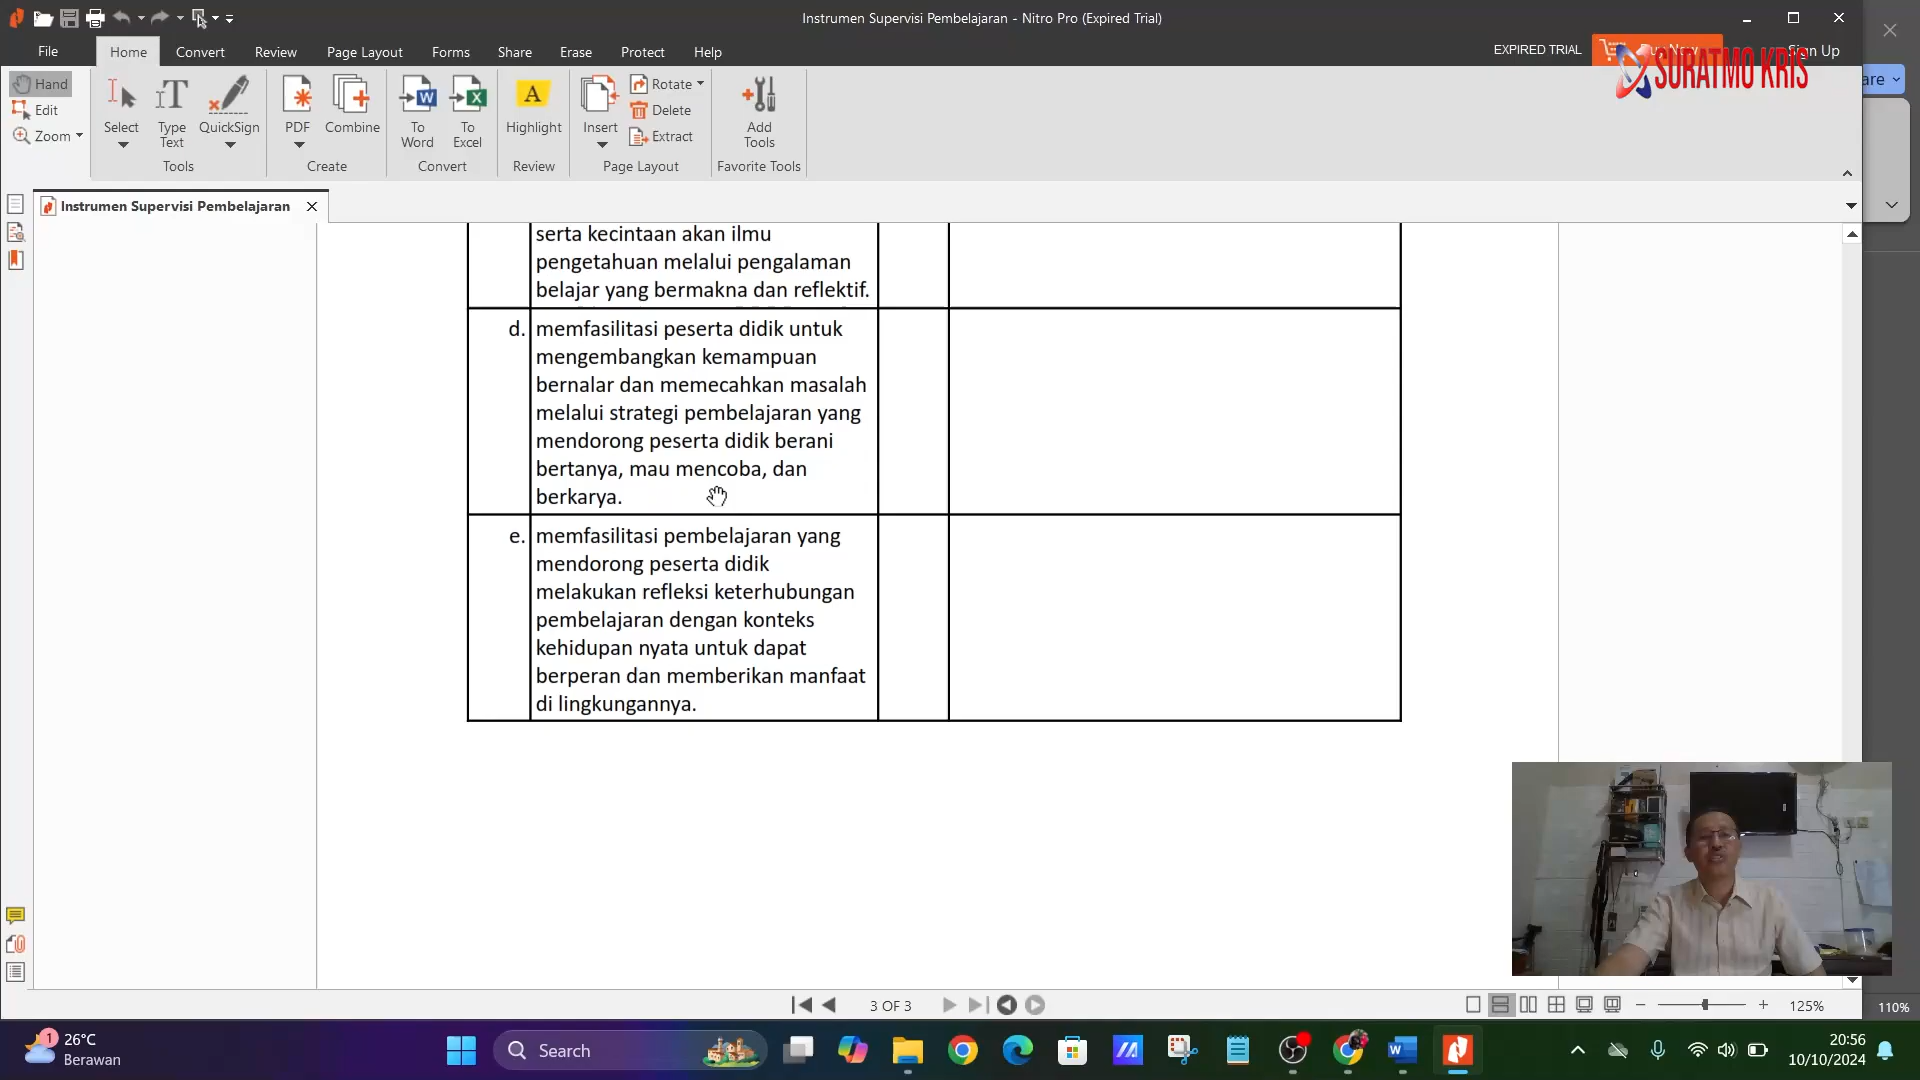 Instrumen Supervisi Pembelajaran - Nitro Pro (Expired Trial)
File
Home
Convert
Review
Page Layout
Forms
Share
Erase
Protect
Help
EXPIRED TRIAL
Sign Up
SURATMO KRIS
are
Hand
Edit
Zoom
Select
Type Text
QuickSign
Tools
PDF
Combine
Create
To Word
To Excel
Convert
Highlight
Review
Insert
Rotate
Delete
Extract
Page Layout
Add Tools
Favorite Tools
Instrumen Supervisi Pembelajaran
serta kecintaan akan ilmu
pengetahuan melalui pengalaman
belajar yang bermakna dan reflektif.
d. memfasilitasi peserta didik untuk
mengembangkan kemampuan
bernalar dan memecahkan masalah
melalui strategi pembelajaran yang
mendorong peserta didik berani
bertanya, mau mencoba, dan
berkarya.
e. memfasilitasi pembelajaran yang
mendorong peserta didik
melakukan refleksi keterhubungan
pembelajaran dengan konteks
kehidupan nyata untuk dapat
berperan dan memberikan manfaat
di lingkungannya.
3 OF 3
125%
110%
1
26°C
Berawan
Search
20:56
10/10/2024